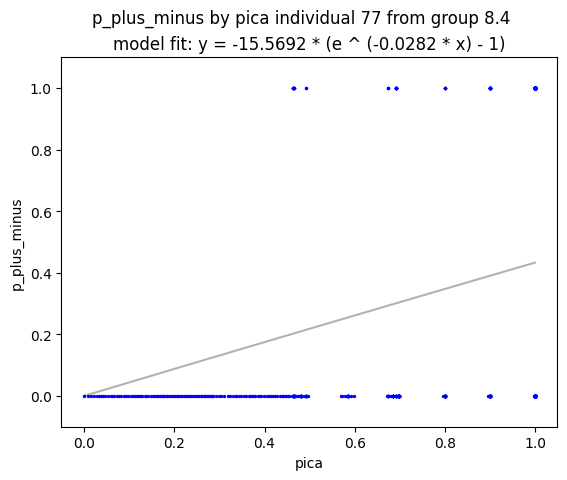 p_plus_minus by pica individual 77 from group 8.4
model fit: y = -15.5692 * (e ^ (-0.0282 * x) - 1)
1.0
0.8
0.6
0.4
0.2
0.0
p_plus_minus
0.0 0.2 0.4 0.6 0.8 1.0
pica